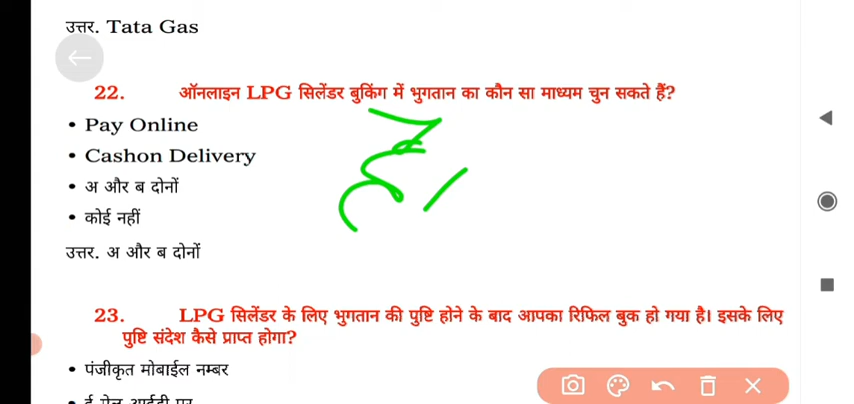 उत्तर. Tata Gas
22. ऑनलाइन LPG सिलेंडर बुकिंग में भुगतान का कौन सा माध्यम चुन सकते हैं?
• Pay Online
• Cashon Delivery
• अ और ब दोनों
• कोई नहीं
उत्तर. अ और ब दोनों
23. LPG सिलेंडर के लिए भुगतान की पुष्टि होने के बाद आपका रिफिल बुक हो गया है। इसके लिए
पुष्टि संदेश कैसे प्राप्त होगा?
• पंजीकृत मोबाईल नम्बर